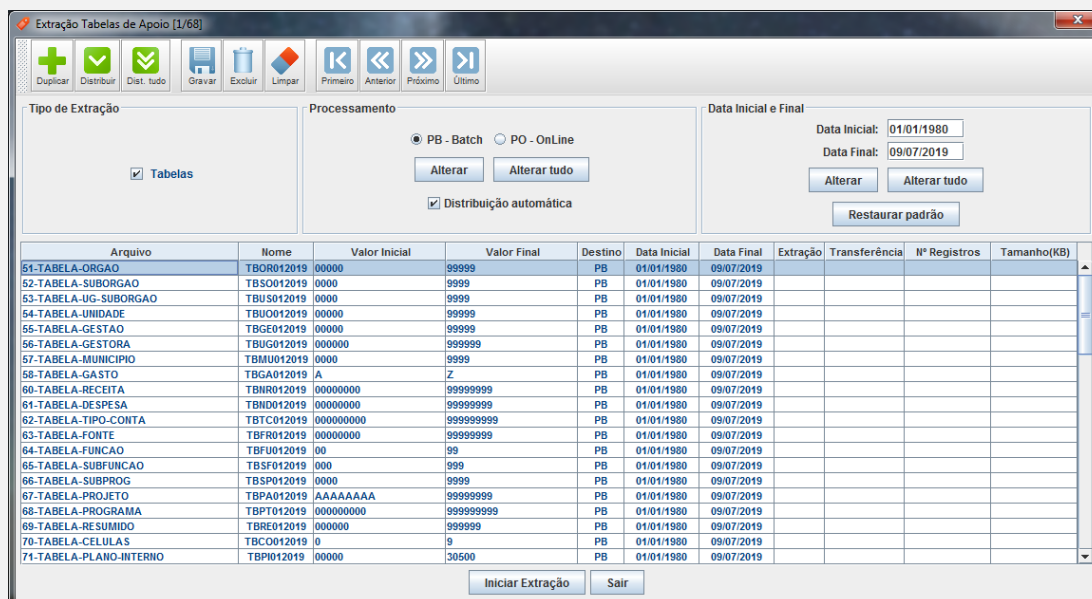 Extração Tabelas de Apoio [1/68]
Duplicar Distribuir Dist. tudo Gravar Excluir Limpar Primeiro Anterior Próximo Último
Tipo de Extração
Tabelas
Processamento
PB - Batch PO - OnLine
Alterar Alterar tudo
Distribuição automática
Data Inicial e Final
Data Inicial: 01/01/1980
Data Final: 09/07/2019
Alterar Alterar tudo
Restaurar padrão
Arquivo Nome Valor Inicial Valor Final Destino Data Inicial Data Final Extração Transferência Nº Registros Tamanho(KB)
51-TABELA-ORGAO TBOR012019 00000 99999 PB 01/01/1980 09/07/2019
52-TABELA-SUBORGAO TBSO012019 0000 9999 PB 01/01/1980 09/07/2019
53-TABELA-UG-SUBORGAO TBUS012019 0000 9999 PB 01/01/1980 09/07/2019
54-TABELA-UNIDADE TBUO012019 00000 99999 PB 01/01/1980 09/07/2019
55-TABELA-GESTAO TBGE012019 00000 99999 PB 01/01/1980 09/07/2019
56-TABELA-GESTORA TBUG012019 000000 999999 PB 01/01/1980 09/07/2019
57-TABELA-MUNICIPIO TBMU012019 0000 9999 PB 01/01/1980 09/07/2019
58-TABELA-GASTO TBGA012019 A Z PB 01/01/1980 09/07/2019
60-TABELA-RECEITA TBNR012019 00000000 99999999 PB 01/01/1980 09/07/2019
61-TABELA-DESPESA TBND012019 00000000 99999999 PB 01/01/1980 09/07/2019
62-TABELA-TIPO-CONTA TBTC012019 000000000 999999999 PB 01/01/1980 09/07/2019
63-TABELA-FONTE TBFR012019 00000000 99999999 PB 01/01/1980 09/07/2019
64-TABELA-FUNCAO TBFU012019 00 99 PB 01/01/1980 09/07/2019
65-TABELA-SUBFUNCAO TBSF012019 000 999 PB 01/01/1980 09/07/2019
66-TABELA-SUBPROG TBSP012019 0000 9999 PB 01/01/1980 09/07/2019
67-TABELA-PROJETO TBPA012019 AAAAAAAA 99999999 PB 01/01/1980 09/07/2019
68-TABELA-PROGRAMA TBPT012019 000000000 999999999 PB 01/01/1980 09/07/2019
69-TABELA-RESUMIDO TBRE012019 000000 999999 PB 01/01/1980 09/07/2019
70-TABELA-CELULAS TBCO012019 0 9 PB 01/01/1980 09/07/2019
71-TABELA-PLANO-INTERNO TBPI012019 00000 30500 PB 01/01/1980 09/07/2019
Iniciar Extração Sair